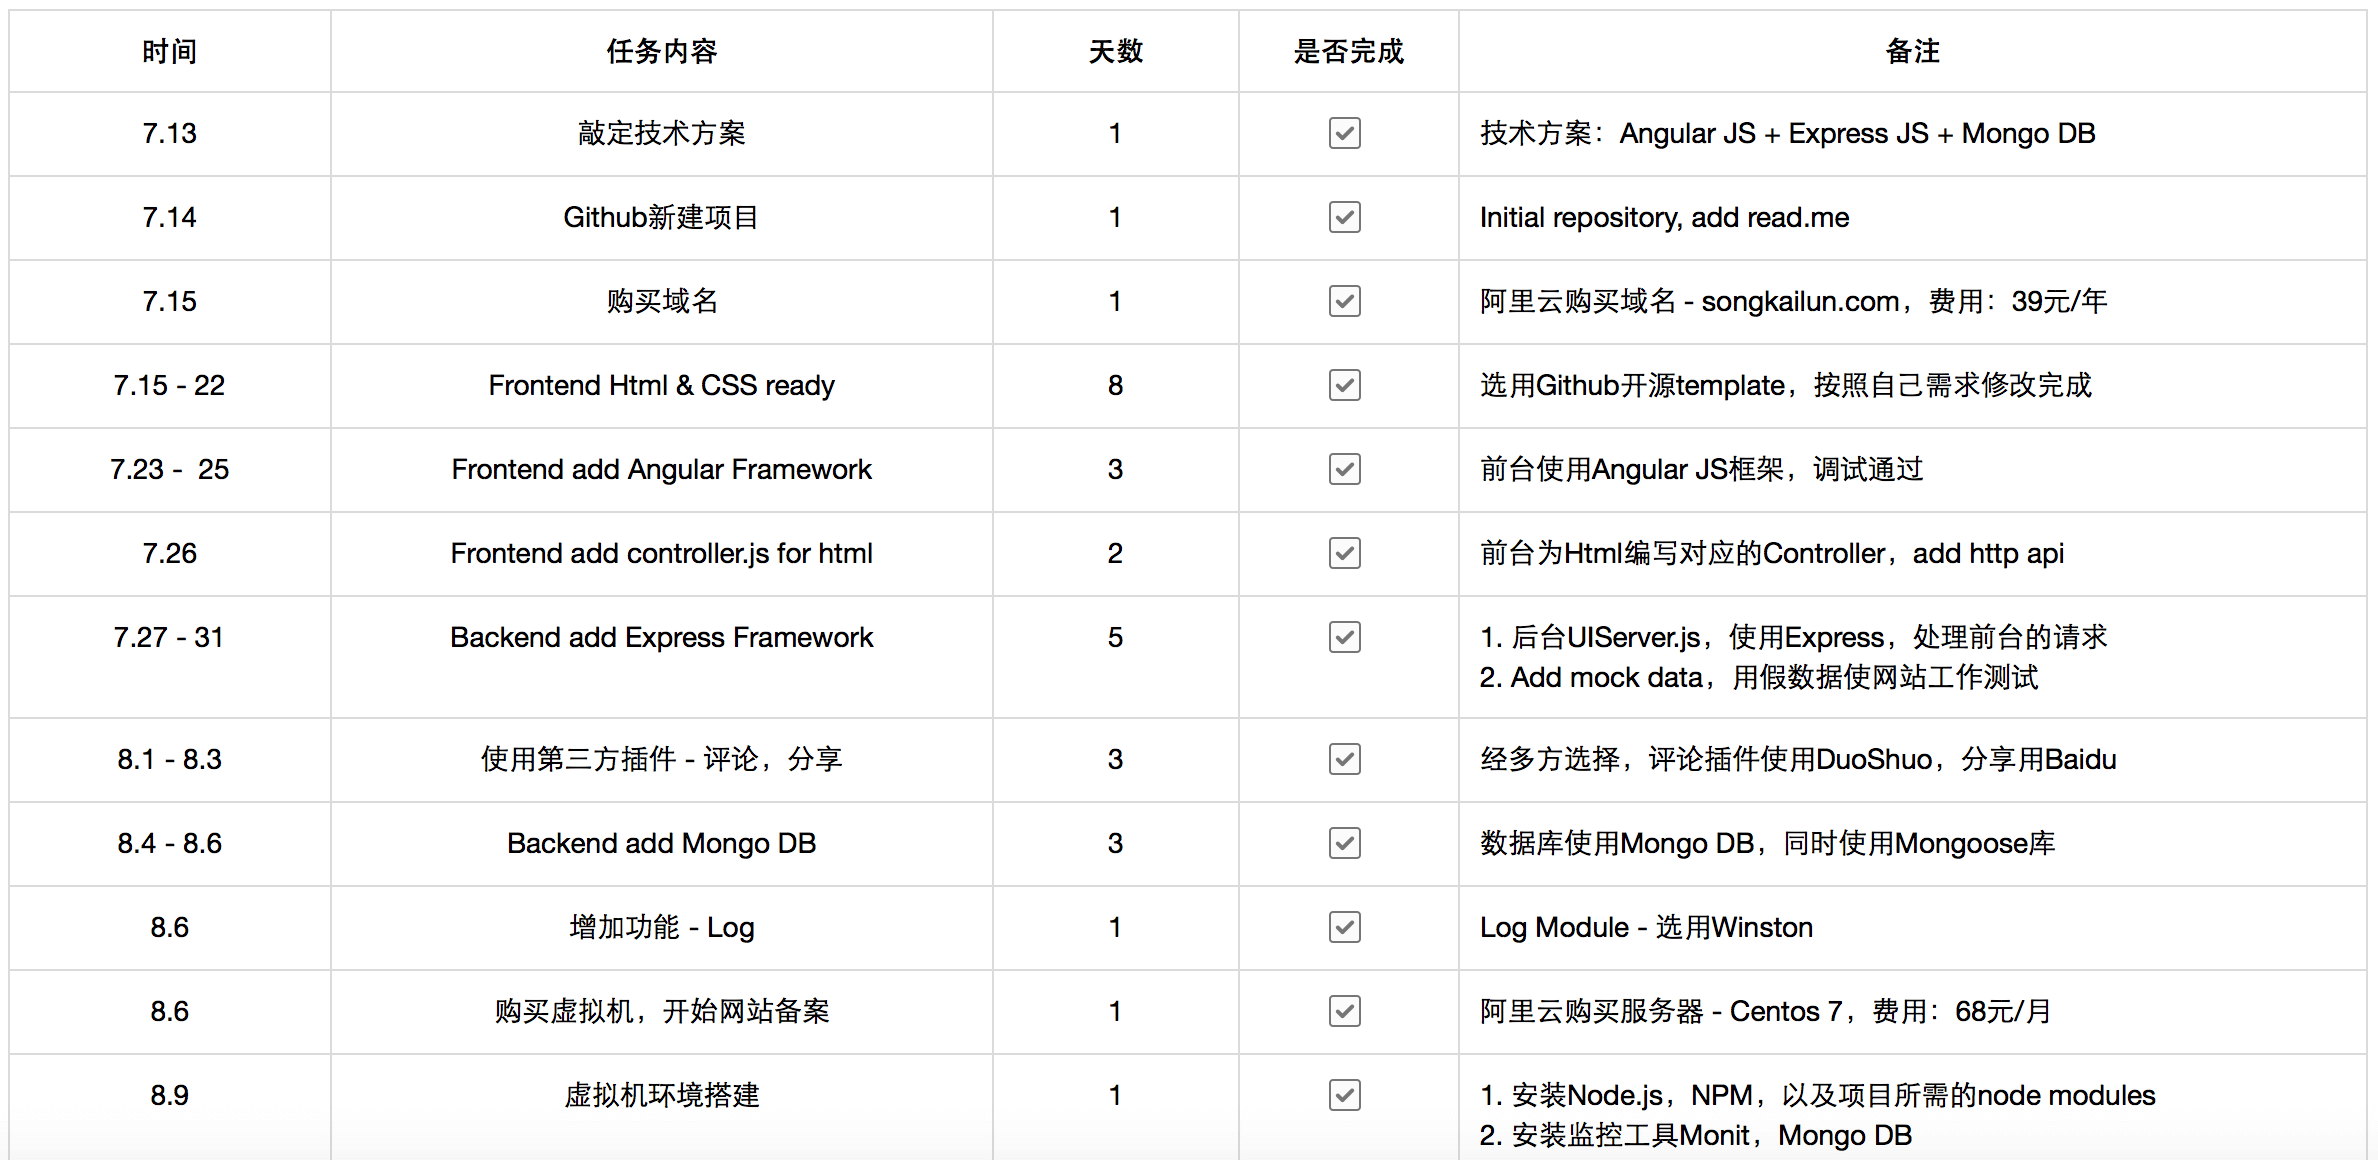 时间 任务内容 天数 是否完成 备注
7.13 敲定技术方案 1 技术方案：Angular JS + Express JS + Mongo DB
7.14 Github新建项目 1 Initial repository, add read.me
7.15 购买域名 1 阿里云购买域名 - songkailun.com，费用：39元/年
7.15 - 22 Frontend Html & CSS ready 8 选用Github开源template，按照自己需求修改完成
7.23 - 25 Frontend add Angular Framework 3 前台使用Angular JS框架，调试通过
7.26 Frontend add controller.js for html 2 前台为Html编写对应的Controller，add http api
7.27 - 31 Backend add Express Framework 5 1. 后台UIServer.js，使用Express，处理前台的请求
2. Add mock data，用假数据使网站工作测试
8.1 - 8.3 使用第三方插件 - 评论，分享 3 经多方选择，评论插件使用DuoShuo，分享用Baidu
8.4 - 8.6 Backend add Mongo DB 3 数据库使用Mongo DB，同时使用Mongoose库
8.6 增加功能 - Log 1 Log Module - 选用Winston
8.6 购买虚拟机，开始网站备案 1 阿里云购买服务器 - Centos 7，费用：68元/月
8.9 虚拟机环境搭建 1 1. 安装Node.js，NPM，以及项目所需的node modules
2. 安装监控工具Monit，Mongo DB